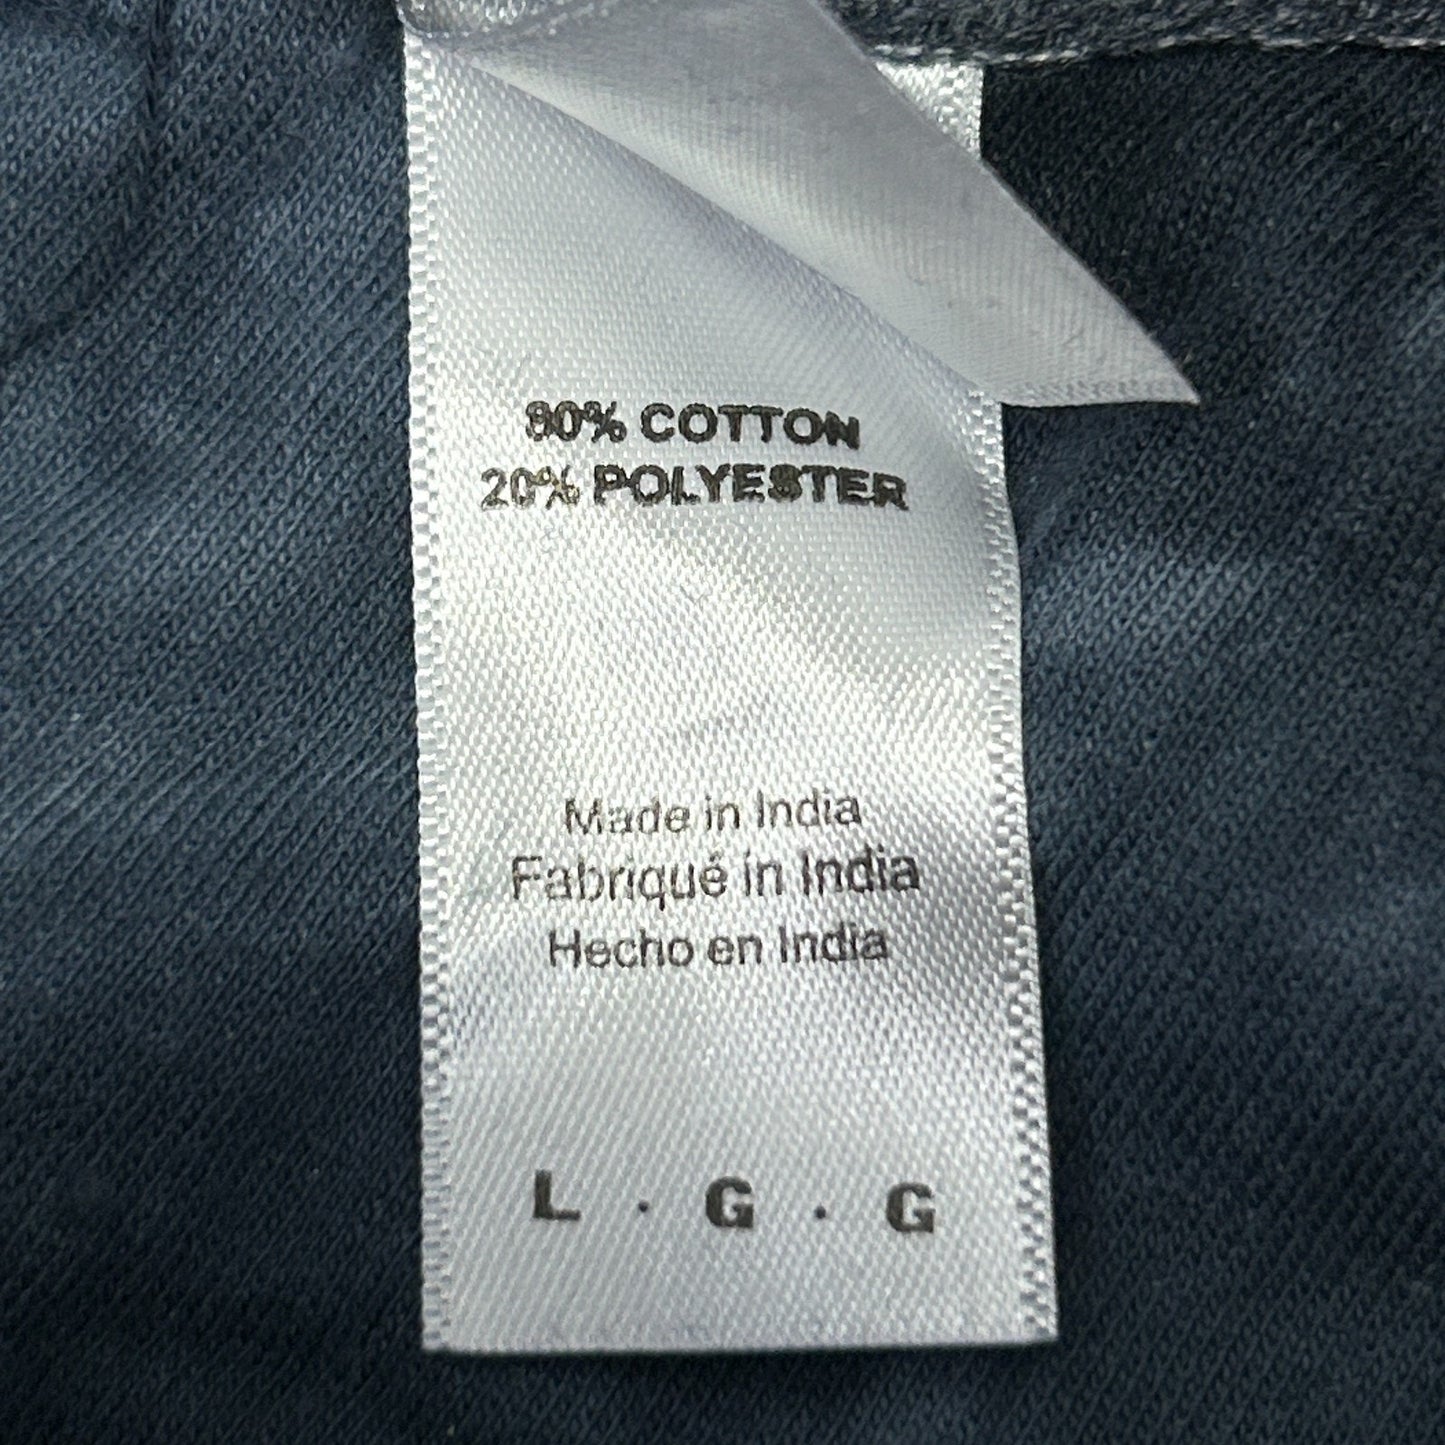 80% COTTON
20% POLYESTER
Made in India
Fabriqué in India
Hecho en India
L . G . G